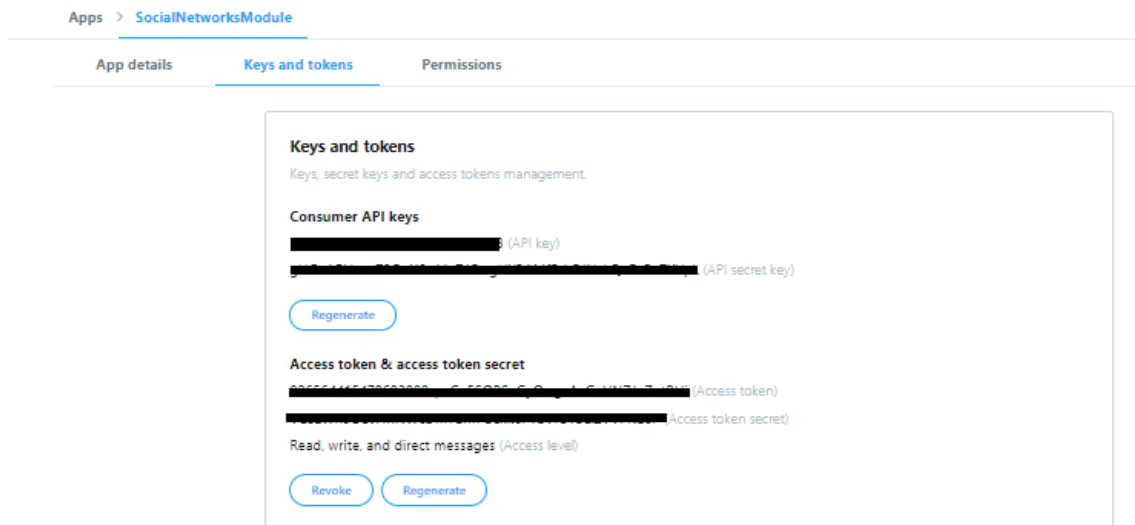 Apps > SocialNetworksModule
App details Keys and tokens Permissions
Keys and tokens
Keys, secret keys and access tokens management.
Consumer API keys
(API key)
(API secret key)
Regenerate
Access token & access token secret
(Access token)
(Access token secret)
Read, write, and direct messages (Access level)
Revoke Regenerate